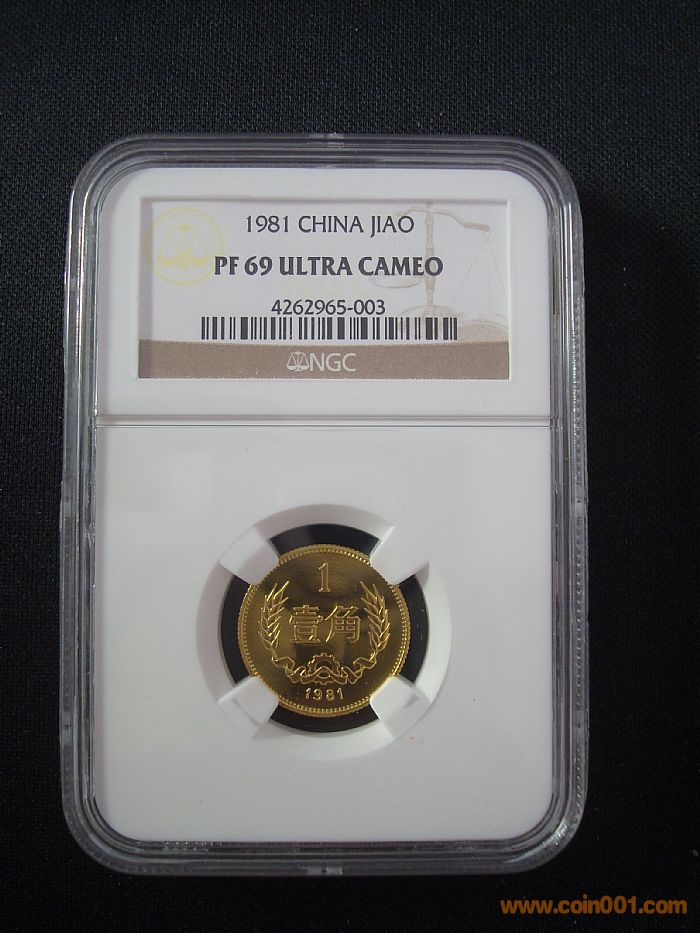 1981 CHINA JIAO
PF 69 ULTRA CAMEO
4262965-003
NGC
1
壹角
1981
www.coin001.com